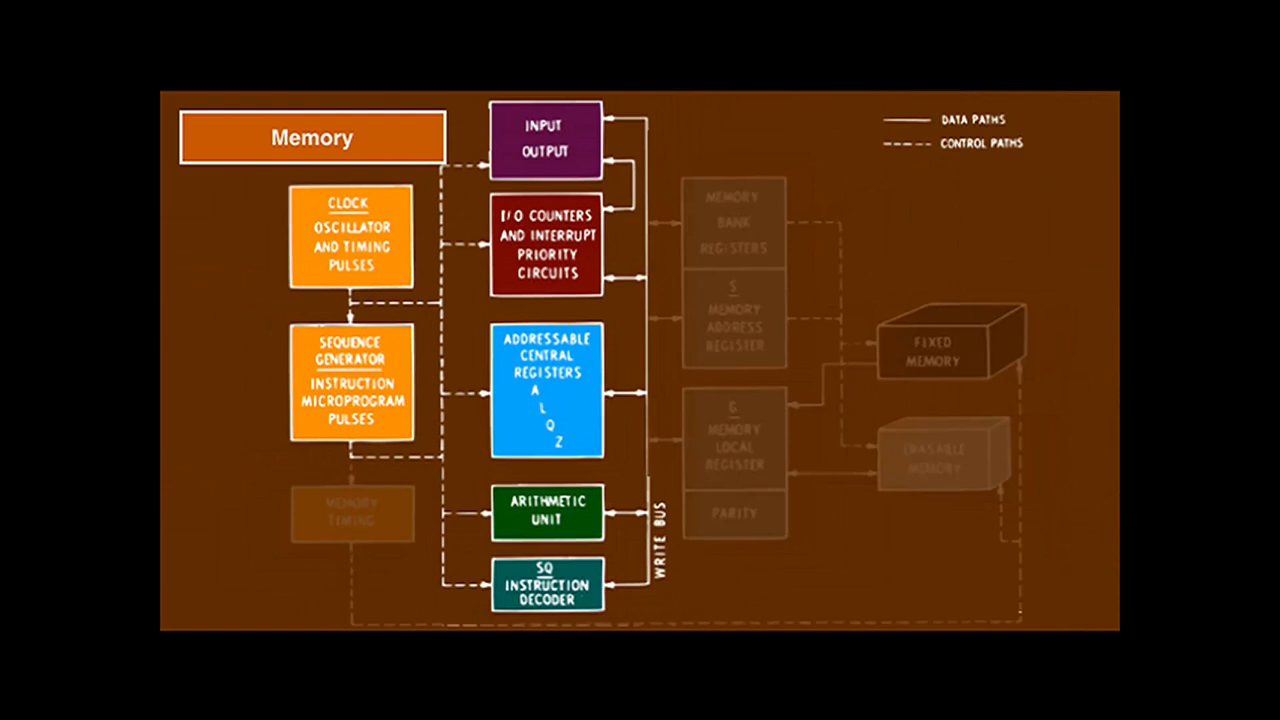 Memory
CLOCK
OSCILLATOR
AND TIMING
PULSES
SEQUENCE
GENERATOR
INSTRUCTION
MICROPROGRAM
PULSES
MEMORY
TIMING
INPUT
OUTPUT
I/O COUNTERS
AND INTERRUPT
PRIORITY
CIRCUITS
ADDRESSABLE
CENTRAL
REGISTERS
A
L
Q
Z
ARITHMETIC
UNIT
SQ
INSTRUCTION
DECODER
WRITE BUS
MEMORY
BANK
REGISTERS
S
MEMORY
ADDRESS
REGISTER
G
MEMORY
LOCAL
REGISTER
PARITY
DATA PATHS
CONTROL PATHS
FIXED
MEMORY
ERASABLE
MEMORY